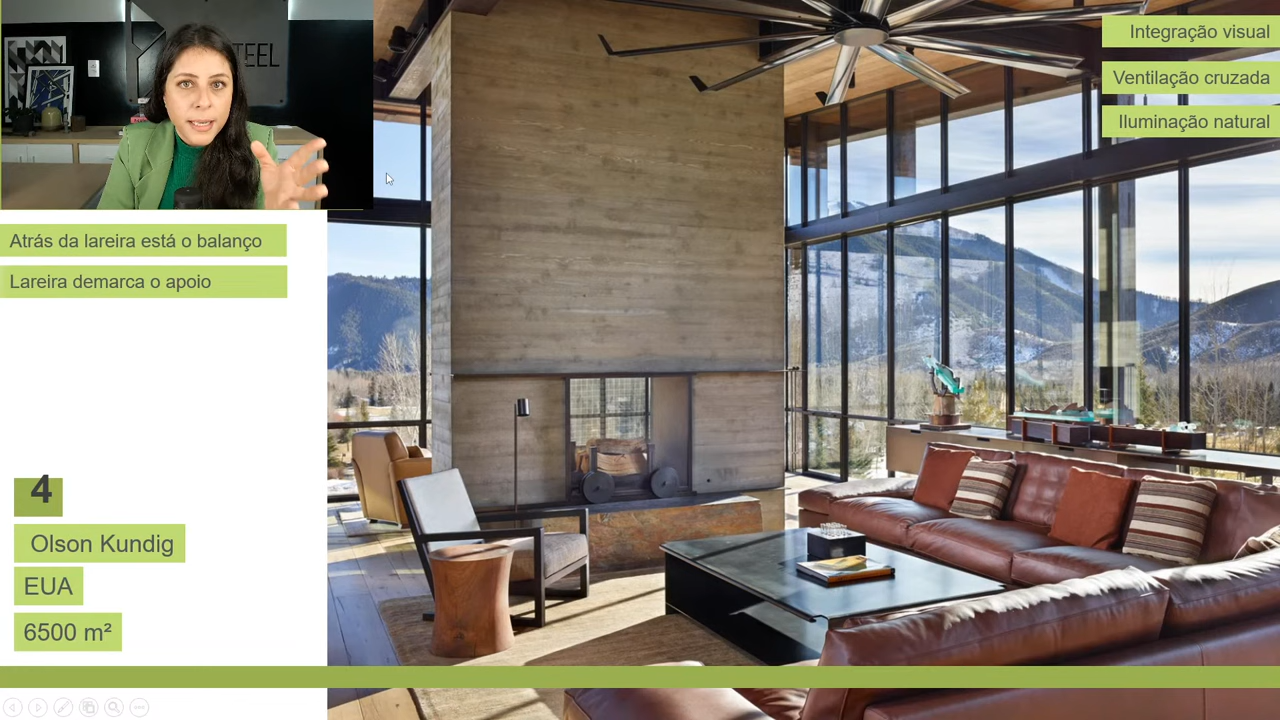 TEEL
Integração visual
Ventilação cruzada
Iluminação natural
Atrás da lareira está o balanço
Lareira demarca o apoio
4
Olson Kundig
EUA
6500 m²